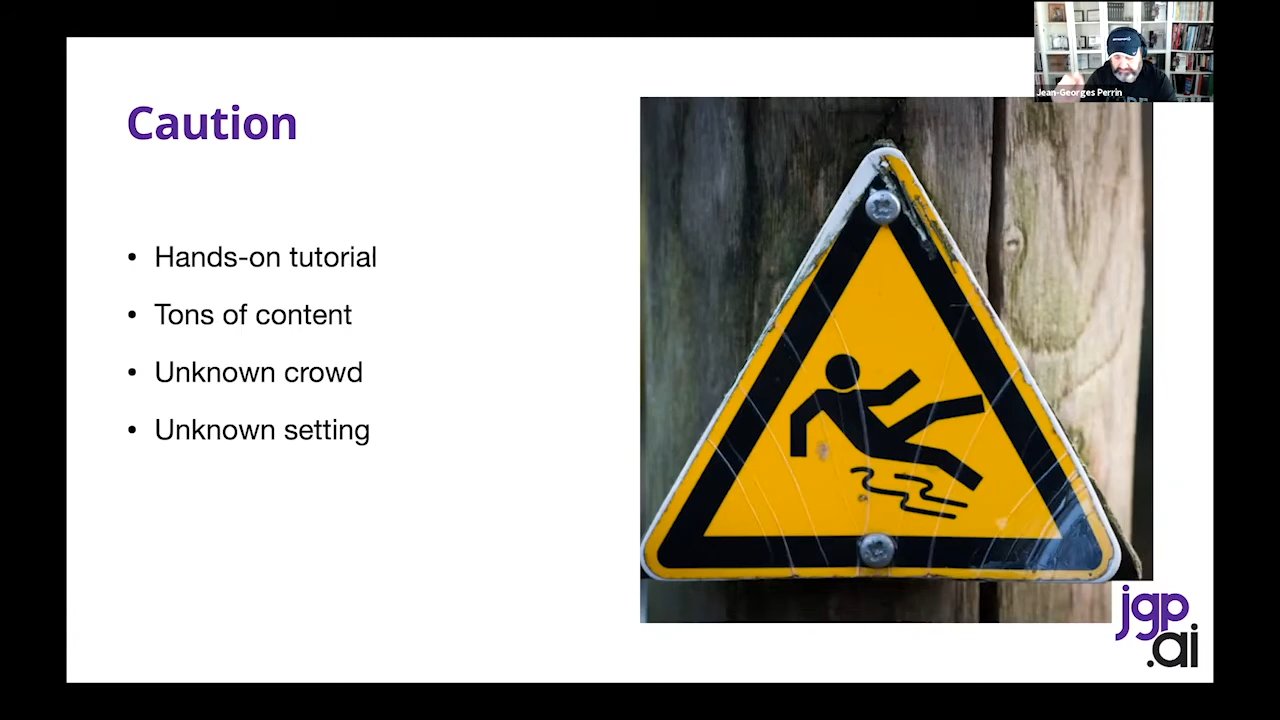 Jean-Georges Perrin
Caution
• Hands-on tutorial
• Tons of content
• Unknown crowd
• Unknown setting
jgp
.ai